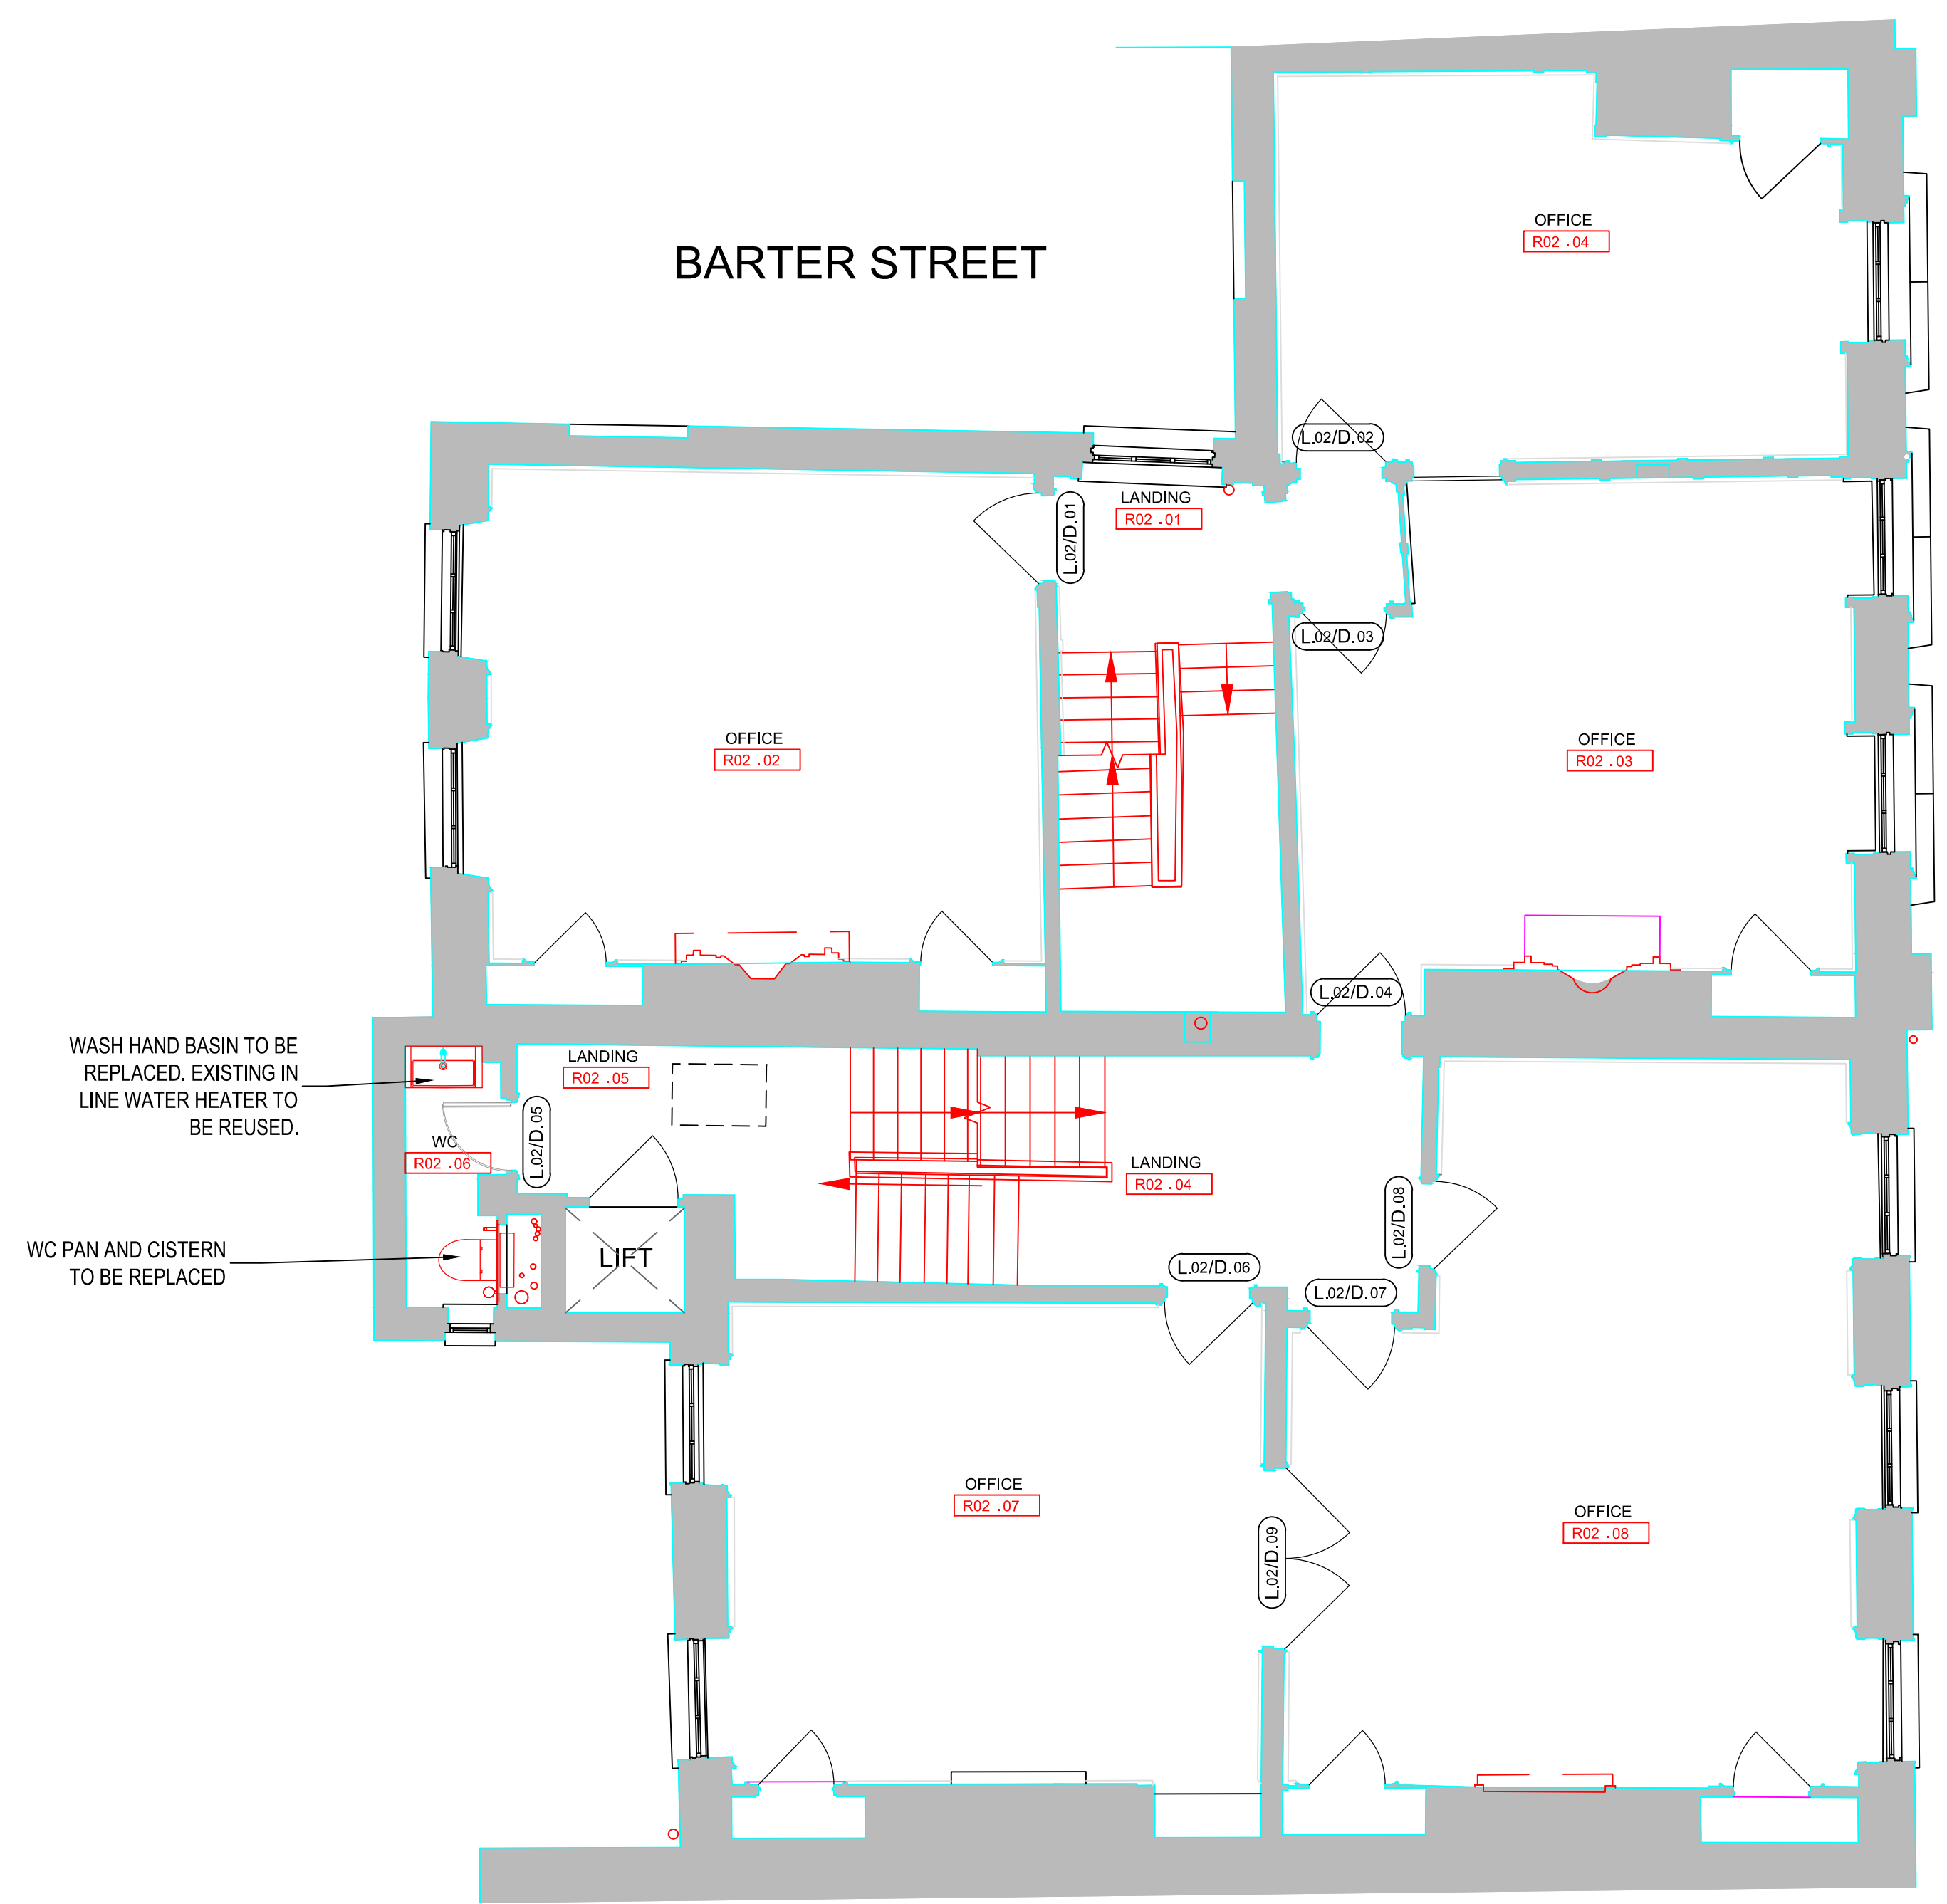 BARTER STREET
OFFICE
R02 .04
L.02/D.02
LANDING
R02 .01
L.02/D.01
L.02/D.03
OFFICE
R02 .02
OFFICE
R02 .03
L.02/D.04
WASH HAND BASIN TO BE
REPLACED. EXISTING IN
LINE WATER HEATER TO
BE REUSED.
LANDING
R02 .05
L.02/D.05
WC
R02 .06
LANDING
R02 .04
L.02/D.08
WC PAN AND CISTERN
TO BE REPLACED
LIFT
L.02/D.06
L.02/D.07
OFFICE
R02 .07
L.02/D.09
OFFICE
R02 .08